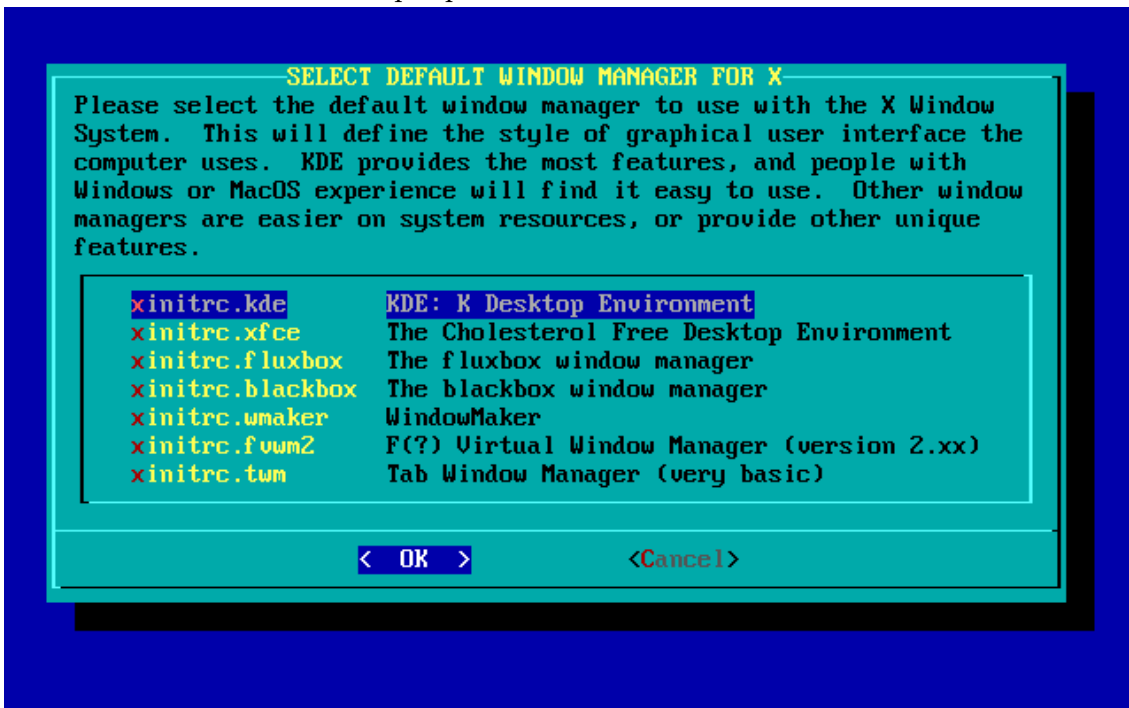 SELECT DEFAULT WINDOW MANAGER FOR X
Please select the default window manager to use with the X Window
System.  This will define the style of graphical user interface the
computer uses.  KDE provides the most features, and people with
Windows or MacOS experience will find it easy to use.  Other window
managers are easier on system resources, or provide other unique
features.
xinitrc.kde KDE: K Desktop Environment
xinitrc.xfce The Cholesterol Free Desktop Environment
xinitrc.fluxbox The fluxbox window manager
xinitrc.blackbox The blackbox window manager
xinitrc.wmaker WindowMaker
xinitrc.fvwm2 F(?) Virtual Window Manager (version 2.xx)
xinitrc.twm Tab Window Manager (very basic)
< OK > <Cancel>